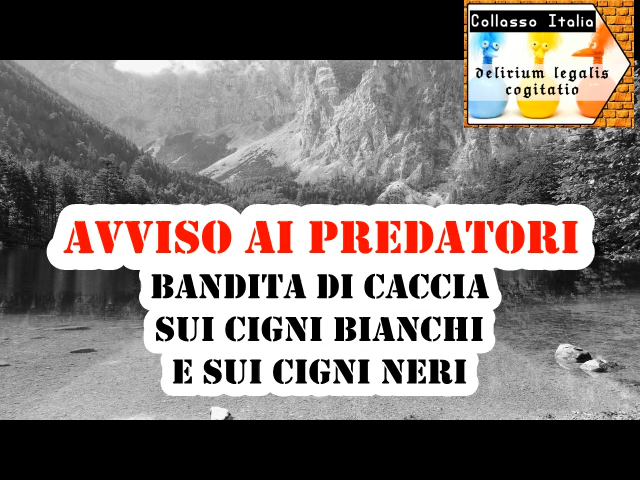 Collasso Italia
delirium legalis
cogitatio
AVVISO AI PREDATORI
BANDITA DI CACCIA
SUI CIGNI BIANCHI
E SUI CIGNI NERI